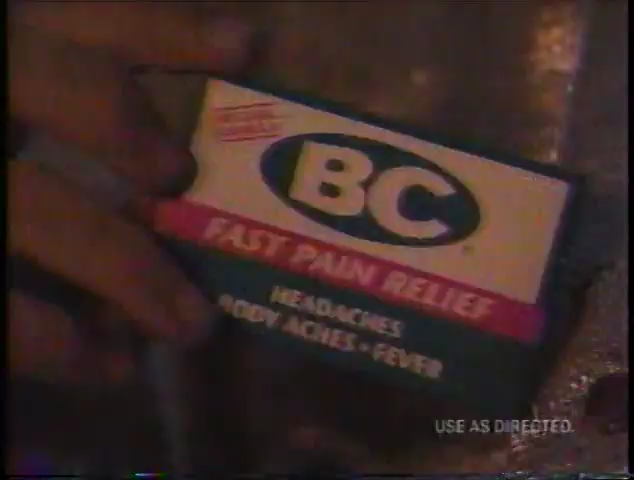 BC
®
FAST PAIN RELIEF
HEADACHES
BODY ACHES • FEVER
USE AS DIRECTED.